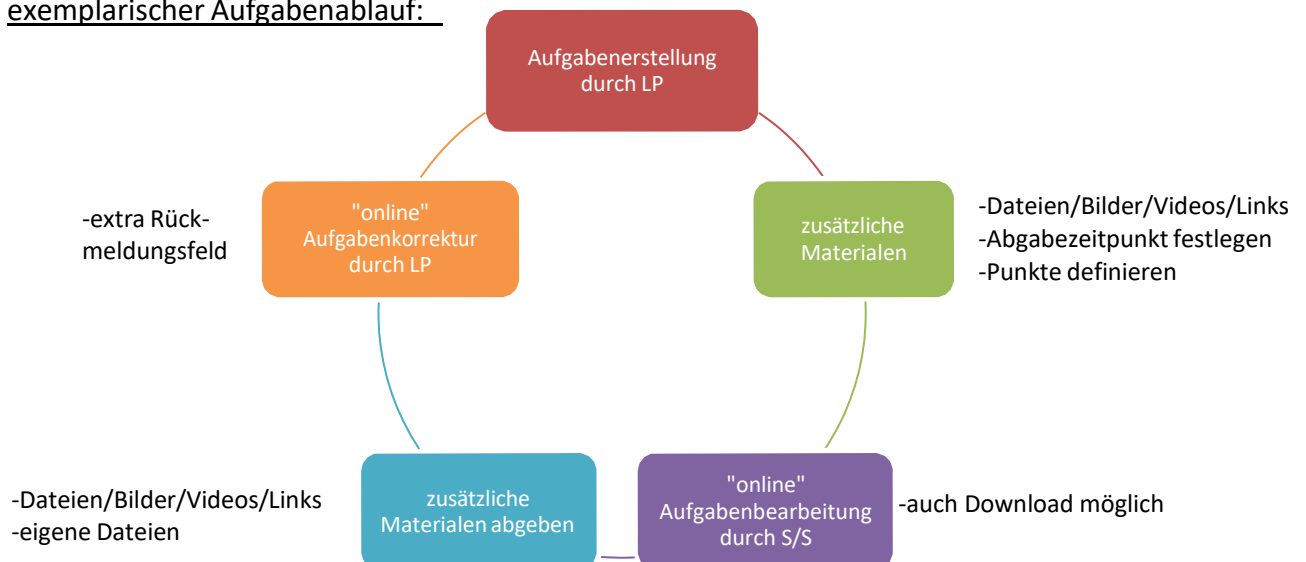 exemplarischer Aufgabenablauf:
Aufgabenerstellung
durch LP
zusätzliche
Materialen
-Dateien/Bilder/Videos/Links
-Abgabezeitpunkt festlegen
-Punkte definieren
"online"
Aufgabenbearbeitung
durch S/S
-auch Download möglich
zusätzliche
Materialen abgeben
-Dateien/Bilder/Videos/Links
-eigene Dateien
"online"
Aufgabenkorrektur
durch LP
-extra Rück-
meldungsfeld